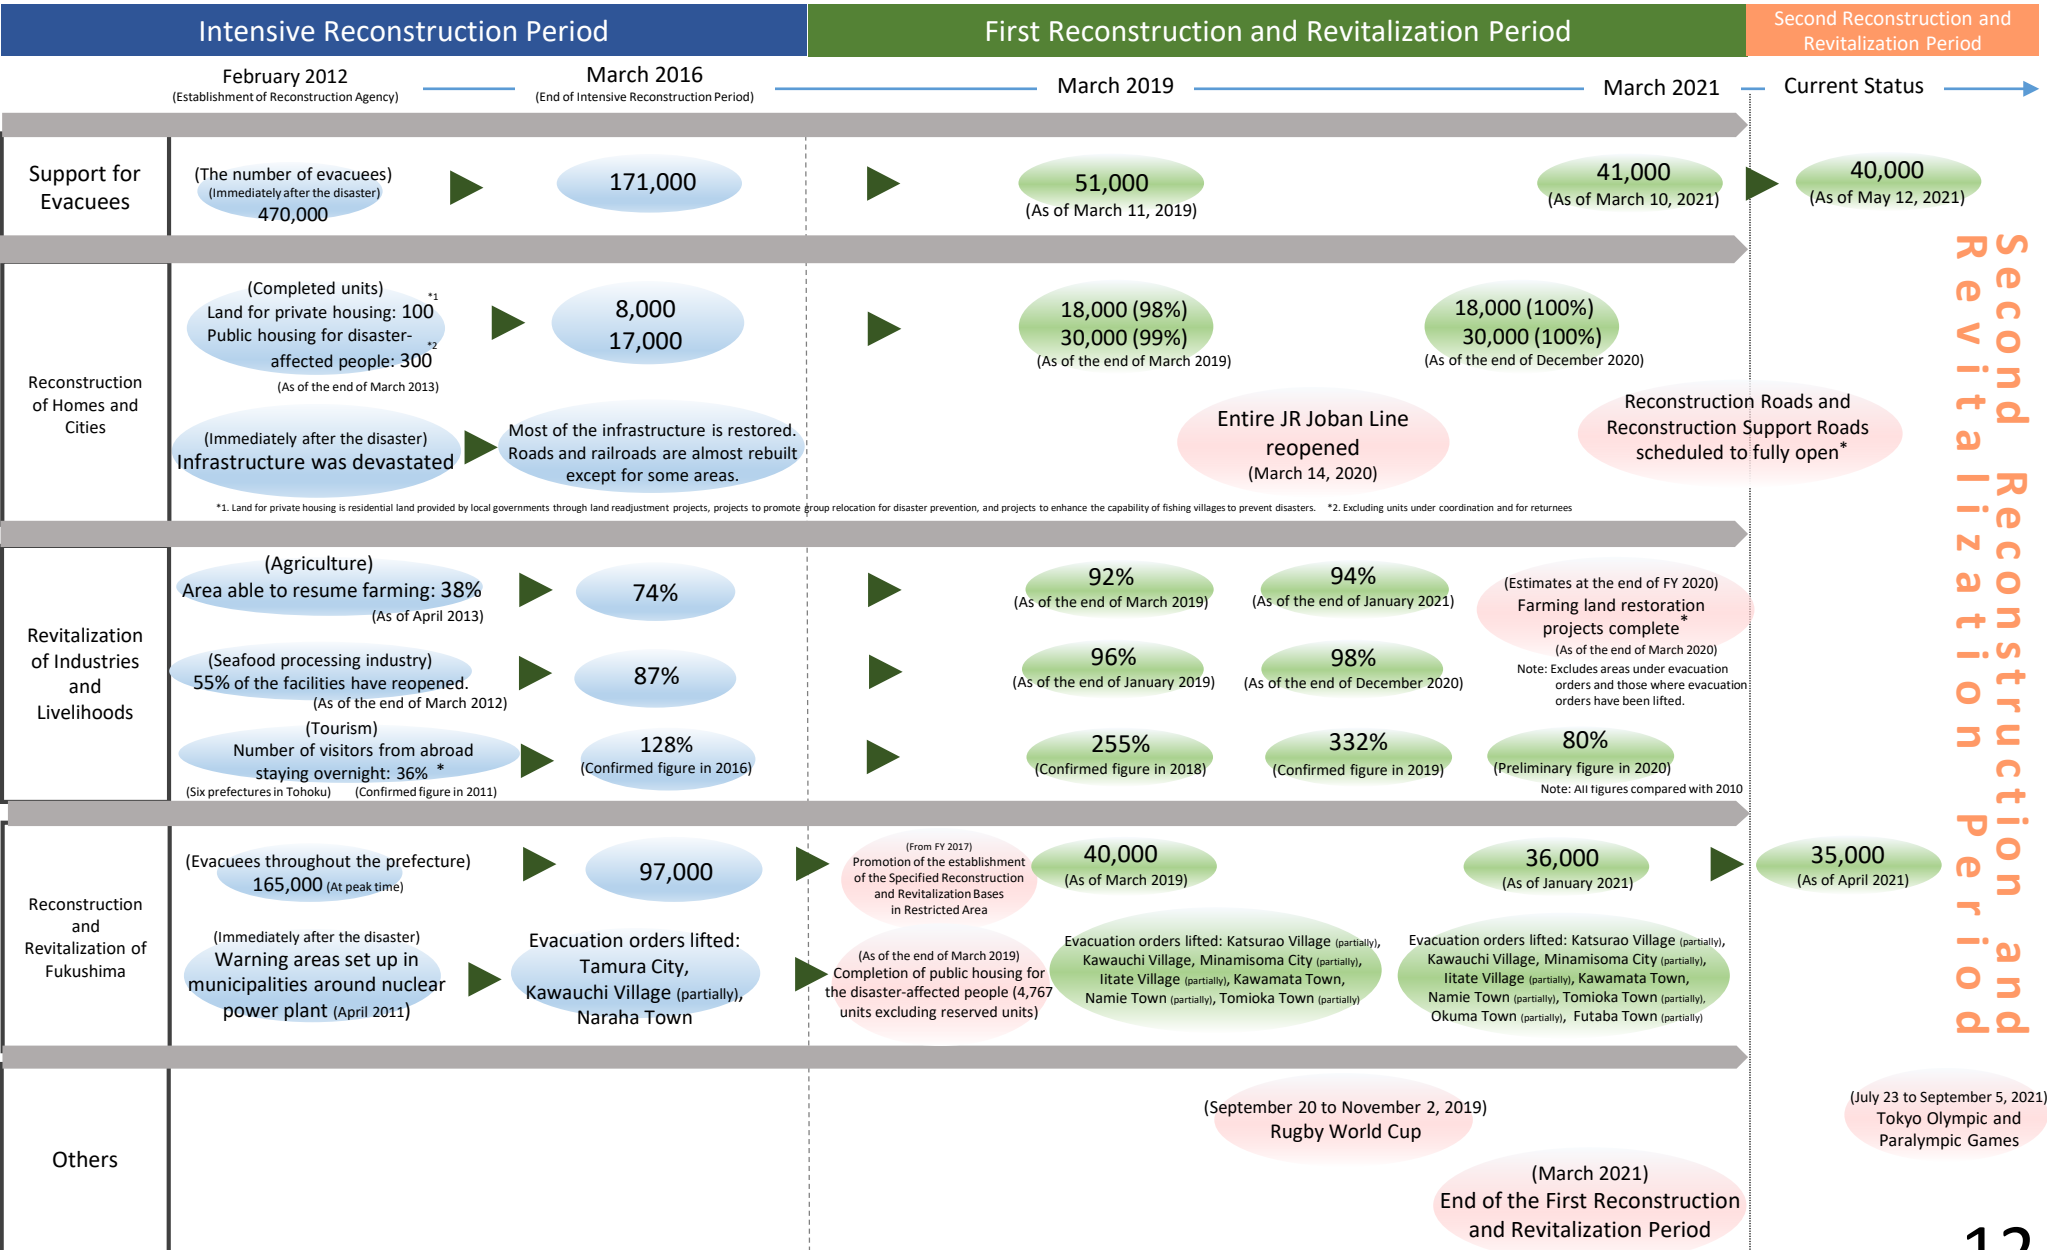 Intensive Reconstruction Period
First Reconstruction and Revitalization Period
Second Reconstruction and
Revitalization Period
February 2012
(Establishment of Reconstruction Agency)
March 2016
(End of Intensive Reconstruction Period)
March 2019
March 2021
Current Status
Support for
Evacuees
(The number of evacuees)
(Immediately after the disaster)
470,000
171,000
51,000
(As of March 11, 2019)
41,000
(As of March 10, 2021)
40,000
(As of May 12, 2021)
Reconstruction
of Homes and
Cities
(Completed units)
Land for private housing: 100*1
Public housing for disaster-
affected people: 300*2
(As of the end of March 2013)
8,000
17,000
18,000 (98%)
30,000 (99%)
(As of the end of March 2019)
18,000 (100%)
30,000 (100%)
(As of the end of December 2020)
(Immediately after the disaster)
Infrastructure was devastated
Most of the infrastructure is restored.
Roads and railroads are almost rebuilt
except for some areas.
Entire JR Joban Line
reopened
(March 14, 2020)
Reconstruction Roads and
Reconstruction Support Roads
scheduled to fully open*
*1. Land for private housing is residential land provided by local governments through land readjustment projects, projects to promote group relocation for disaster prevention, and projects to enhance the capability of fishing villages to prevent disasters. *2. Excluding units under coordination and for returnees
Revitalization
of Industries
and
Livelihoods
(Agriculture)
Area able to resume farming: 38%
(As of April 2013)
74%
92%
(As of the end of March 2019)
94%
(As of the end of January 2021)
(Estimates at the end of FY 2020)
Farming land restoration
projects complete*
(As of the end of March 2020)
Note: Excludes areas under evacuation
orders and those where evacuation
orders have been lifted.
(Seafood processing industry)
55% of the facilities have reopened.
(As of the end of March 2012)
87%
96%
(As of the end of January 2019)
98%
(As of the end of December 2020)
(Tourism)
Number of visitors from abroad
staying overnight: 36% *
(Six prefectures in Tohoku) (Confirmed figure in 2011)
128%
(Confirmed figure in 2016)
255%
(Confirmed figure in 2018)
332%
(Confirmed figure in 2019)
80%
(Preliminary figure in 2020)
Note: All figures compared with 2010
Reconstruction
and
Revitalization of
Fukushima
(Evacuees throughout the prefecture)
165,000 (At peak time)
97,000
(From FY 2017)
Promotion of the establishment
of the Specified Reconstruction
and Revitalization Bases
in Restricted Area
40,000
(As of March 2019)
36,000
(As of January 2021)
35,000
(As of April 2021)
(Immediately after the disaster)
Warning areas set up in
municipalities around nuclear
power plant (April 2011)
Evacuation orders lifted:
Tamura City,
Kawauchi Village (partially),
Naraha Town
(As of the end of March 2019)
Completion of public housing for
the disaster-affected people (4,767
units excluding reserved units)
Evacuation orders lifted: Katsurao Village (partially),
Kawauchi Village, Minamisoma City (partially),
Iitate Village (partially), Kawamata Town,
Namie Town (partially), Tomioka Town (partially)
Evacuation orders lifted: Katsurao Village (partially),
Kawauchi Village, Minamisoma City (partially),
Iitate Village (partially), Kawamata Town,
Namie Town (partially), Tomioka Town (partially),
Okuma Town (partially), Futaba Town (partially)
Second Reconstruction and
Revitalization Period
Others
(September 20 to November 2, 2019)
Rugby World Cup
(July 23 to September 5, 2021)
Tokyo Olympic and
Paralympic Games
(March 2021)
End of the First Reconstruction
and Revitalization Period
12